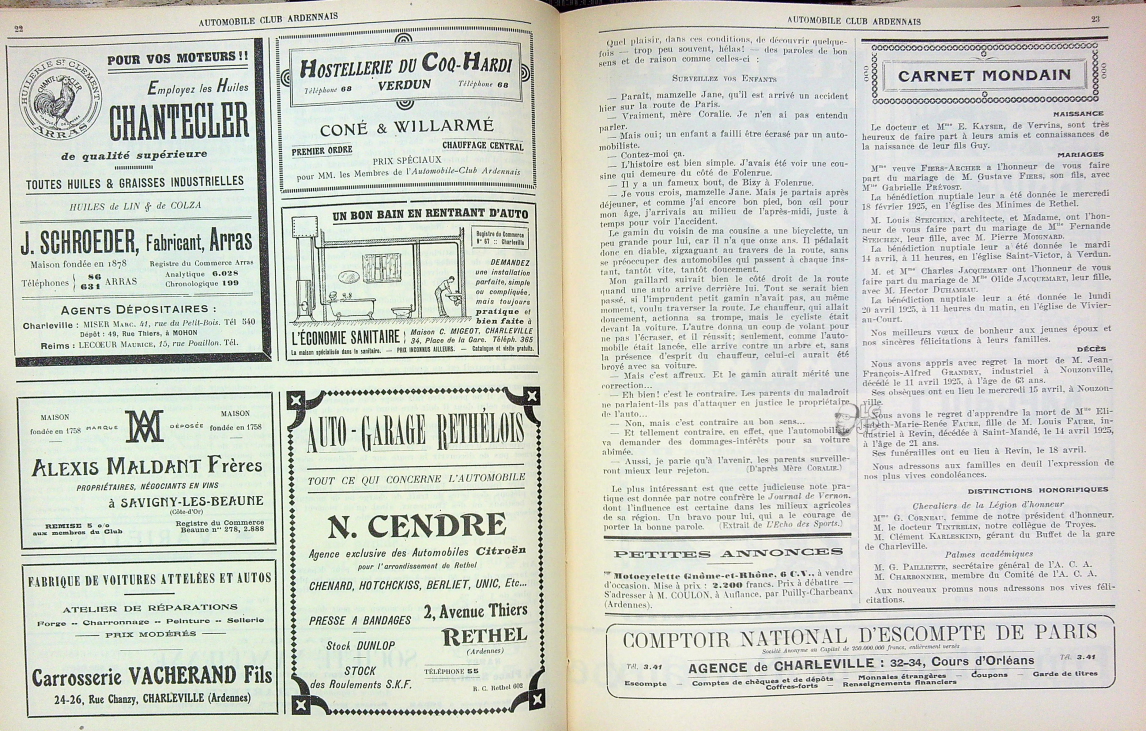 22
AUTOMOBILE CLUB ARDENNAIS
HUILERIE St CLEMENT
CHANTECLER
ARRAS
POUR VOS MOTEURS!!
Employez les Huiles
CHANTECLER
de qualité supérieure
TOUTES HUILES & GRAISSES INDUSTRIELLES
HUILES de LIN & de COLZA
J. SCHROEDER, Fabricant, Arras
Maison fondée en 1878
Registre du Commerce Arras
Analytique 6.028
Chronologique 199
Téléphones 86 631 ARRAS
AGENTS DÉPOSITAIRES :
Charleville : MISER Marc. 41, rue du Petit-Bois. Tél 540
Dépôt : 49, Rue Thiers, à MOHON
Reims : LECŒUR Maurice, 15, rue Pouillon. Tél.
HOSTELLERIE DU COQ-HARDI
Téléphone 68 VERDUN Téléphone 68
CONÉ & WILLARMÉ
PREMIER ORDRE CHAUFFAGE CENTRAL
PRIX SPÉCIAUX
pour MM. les Membres de l'Automobile-Club Ardennais
UN BON BAIN EN RENTRANT D'AUTO
Registre du Commerce
N° 67 :: Charleville
DEMANDEZ
une installation
parfaite, simple
ou compliquée,
mais toujours
pratique et
bien faite à
L'ÉCONOMIE SANITAIRE
Maison C. MIGEOT, CHARLEVILLE
34, Place de la Gare. Téléph. 365
La maison spécialisée dans le sanitaire. — PRIX INCONNUS AILLEURS. — Catalogue et visite gratuits.
MAISON
fondée en 1758
MARQUE
DÉPOSÉE
MAISON
fondée en 1758
ALEXIS MALDANT Frères
PROPRIÉTAIRES, NÉGOCIANTS EN VINS
à SAVIGNY-LES-BEAUNE
(Côte-d'Or)
REMISE 5 o/o
aux membres du Club
Registre du Commerce
Beaune nos 278, 2.888
FABRIQUE DE VOITURES ATTELÉES ET AUTOS
ATELIER DE RÉPARATIONS
Forge -- Charronnage -- Peinture -- Sellerie
PRIX MODÉRÉS
Carrosserie VACHERAND Fils
24-26, Rue Chanzy, CHARLEVILLE (Ardennes)
AUTO-GARAGE RETHÉLOIS
TOUT CE QUI CONCERNE L'AUTOMOBILE
N. CENDRE
Agence exclusive des Automobiles Citroën
pour l'arrondissement de Rethel
CHENARD, HOTCHCKISS, BERLIET, UNIC, Etc...
PRESSE A BANDAGES
Stock DUNLOP
STOCK
des Roulements S.K.F.
2, Avenue Thiers
RETHEL
(Ardennes)
TÉLÉPHONE 55
R. C. Rethel 602
AUTOMOBILE CLUB ARDENNAIS
23
Quel plaisir, dans ces conditions, de découvrir quelque-
fois — trop peu souvent, hélas! — des paroles de bon
sens et de raison comme celles-ci :
Surveillez vos Enfants
— Paraît, mamzelle Jane, qu'il est arrivé un accident
hier sur la route de Paris.
— Vraiment, mère Coralie. Je n'en ai pas entendu
parler.
— Mais oui; un enfant a failli être écrasé par un auto-
mobiliste.
— Contez-moi ça.
— L'histoire est bien simple. J'avais été voir une cou-
sine qui demeure du côté de Folenrue.
— Il y a un fameux bout, de Bizy à Folenrue.
— Je vous crois, mamzelle Jane. Mais je partais après
déjeuner, et comme j'ai encore bon pied, bon œil pour
mon âge, j'arrivais au milieu de l'après-midi, juste à
temps pour voir l'accident.
Le gamin du voisin de ma cousine a une bicyclette, un
peu grande pour lui, car il n'a que onze ans. Il pédalait
donc en diable, zigzaguant au travers de la route, sans
se préoccuper des automobiles qui passent à chaque ins-
tant, tantôt vite, tantôt doucement.
Mon gaillard suivait bien le côté droit de la route
quand une auto arrive derrière lui. Tout se serait bien
passé, si l'imprudent petit gamin n'avait pas, au même
moment, voulu traverser la route. Le chauffeur, qui allait
doucement, actionna sa trompe, mais le cycliste était
devant la voiture. L'autre donna un coup de volant pour
ne pas l'écraser, et il réussit; seulement, comme l'auto-
mobile était lancée, elle arrive contre un arbre et, sans
la présence d'esprit du chauffeur, celui-ci aurait été
broyé avec sa voiture.
— Mais c'est affreux. Et le gamin aurait mérité une
correction...
— Eh bien! c'est le contraire. Les parents du maladroit
ne parlaient-ils pas d'attaquer en justice le propriétaire
de l'auto...
— Non, mais c'est contraire au bon sens...
— Et tellement contraire, en effet, que l'automobiliste
va demander des dommages-intérêts pour sa voiture
abîmée.
— Aussi, je parie qu'à l'avenir, les parents surveille-
ront mieux leur rejeton. (D'après Mère Coralie.)
Le plus intéressant est que cette judicieuse note pra-
tique est donnée par notre confrère le Journal de Vernon.
dont l'influence est certaine dans les milieux agricoles
de sa région. Un bravo pour lui, qui a le courage de
porter la bonne parole. (Extrait de L'Echo des Sports.)
PETITES ANNONCES
Motocyclette Gnôme-et-Rhône, 6 C.V., à vendre
d'occasion. Mise à prix : 2.200 francs. Prix à débattre —
S'adresser à M. COULON, à Auflance, par Puilly-Charbeaux
(Ardennes).
CARNET MONDAIN
NAISSANCE
Le docteur et Mme E. Kayser, de Vervins, sont très
heureux de faire part à leurs amis et connaissances de
la naissance de leur fils Guy.
MARIAGES
Mme veuve Fiers-Archer a l'honneur de vous faire
part du mariage de M. Gustave Fiers, son fils, avec
Mlle Gabrielle Prévost.
La bénédiction nuptiale leur a été donnée le mercredi
18 février 1925, en l'église des Minimes de Rethel.
M. Louis Steichen, architecte, et Madame, ont l'hon-
neur de vous faire part du mariage de Mlle Fernande
Steichen, leur fille, avec M. Pierre Moignard.
La bénédiction nuptiale leur a été donnée le mardi
14 avril, à 11 heures, en l'église Saint-Victor, à Verdun.
M. et Mme Charles Jacquemart ont l'honneur de vous
faire part du mariage de Mlle Olide Jacquemart, leur fille,
avec M. Hector Duhameau.
La bénédiction nuptiale leur a été donnée le lundi
20 avril 1925, à 11 heures du matin, en l'église de Vivier-
au-Court.
Nos meilleurs vœux de bonheur aux jeunes époux et
nos sincères félicitations à leurs familles.
DÉCÈS
Nous avons appris avec regret la mort de M. Jean-
François-Alfred Grandry, industriel à Nouzonville,
décédé le 11 avril 1925, à l'âge de 63 ans.
Ses obsèques ont eu lieu le mercredi 15 avril, à Nouzon-
ville.
Nous avons le regret d'apprendre la mort de Mlle Eli-
sabeth-Marie-Renée Faure, fille de M. Louis Faure, in-
dustriel à Revin, décédée à Saint-Mandé, le 14 avril 1925,
à l'âge de 21 ans.
Ses funérailles ont eu lieu à Revin, le 18 avril.
Nous adressons aux familles en deuil l'expression de
nos plus vives condoléances.
DISTINCTIONS HONORIFIQUES
Chevaliers de la Légion d'honneur
Mme G. Corneau, femme de notre président d'honneur.
M. le docteur Tintrelin, notre collègue de Troyes.
M. Clément Karleskind, gérant du Buffet de la gare
de Charleville.
Palmes académiques
M. G. Pailliette, secrétaire général de l'A. C. A.
M. Charbonnier, membre du Comité de l'A. C. A.
Aux nouveaux promus nous adressons nos vives féli-
citations.
COMPTOIR NATIONAL D'ESCOMPTE DE PARIS
Société Anonyme au Capital de 250.000.000 francs, entièrement versés
Tél. 3.41 AGENCE de CHARLEVILLE : 32-34, Cours d'Orléans Tél. 3.41
Escompte — Comptes de chèques et de dépôts — Monnaies étrangères — Coupons — Garde de titres
Coffres-forts — Renseignements financiers